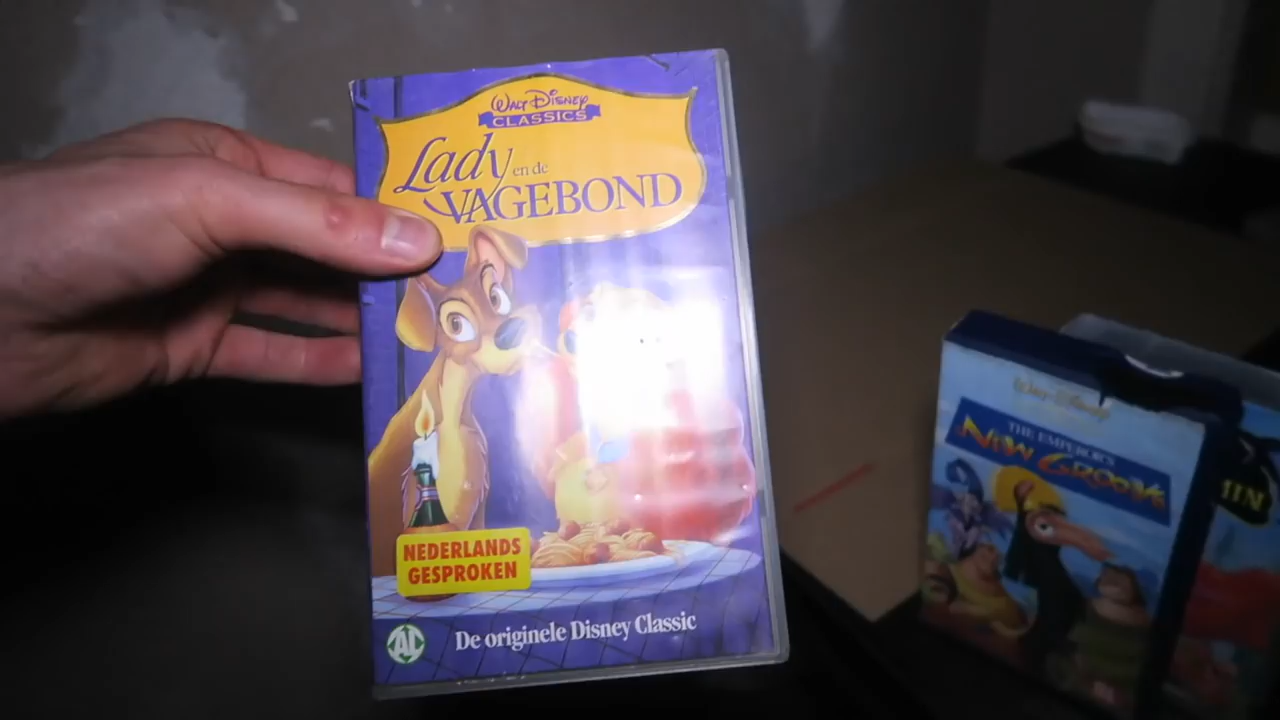 WALT DISNEY
CLASSICS
Lady en de
VAGEBOND
NEDERLANDS
GESPROKEN
AL
De originele Disney Classic
WALT DISNEY
THE EMPEROR'S
NEW GROOVE